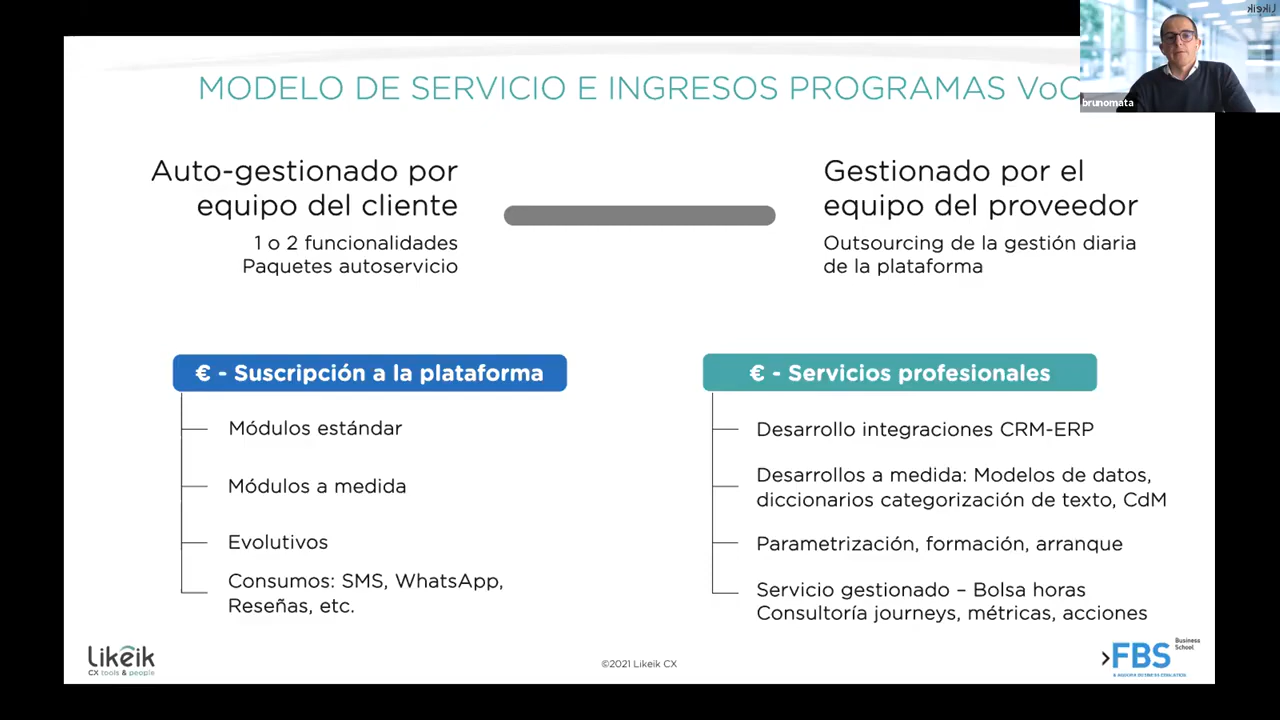 MODELO DE SERVICIO E INGRESOS PROGRAMAS VoC
Likeik
brunomata
Auto-gestionado por
equipo del cliente
1 o 2 funcionalidades
Paquetes autoservicio
Gestionado por el
equipo del proveedor
Outsourcing de la gestión diaria
de la plataforma
€ - Suscripción a la plataforma
Módulos estándar
Módulos a medida
Evolutivos
Consumos: SMS, WhatsApp,
Reseñas, etc.
€ - Servicios profesionales
Desarrollo integraciones CRM-ERP
Desarrollos a medida: Modelos de datos,
diccionarios categorización de texto, CdM
Parametrización, formación, arranque
Servicio gestionado – Bolsa horas
Consultoría journeys, métricas, acciones
Likeik
CX tools & people
©2021 Likeik CX
FBS
Business
School